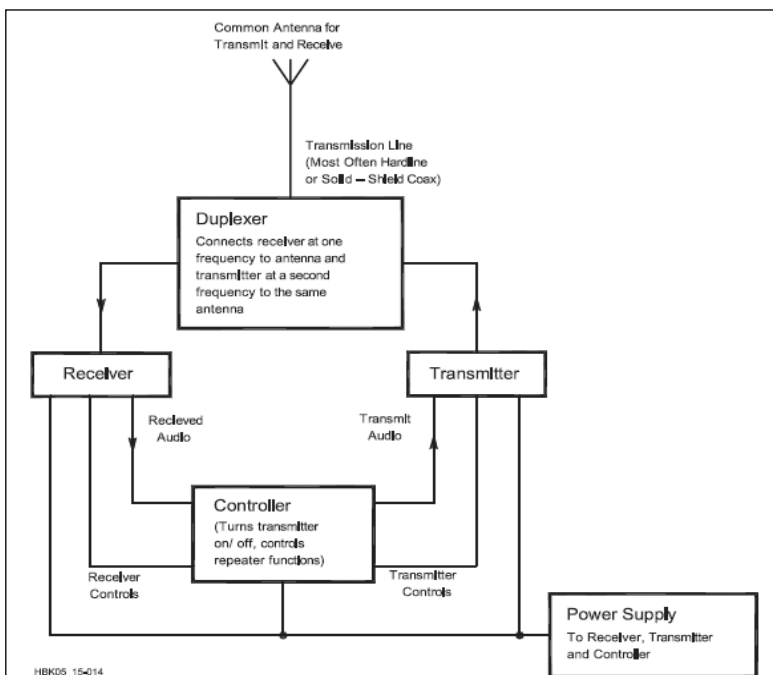 Common Antenna for
Transmit and Receive
Transmission Line
(Most Often Hardline
or Solid – Shield Coax)
Duplexer
Connects receiver at one
frequency to antenna and
transmitter at a second
frequency to the same
antenna
Receiver
Transmitter
Recieved
Audio
Transmit
Audio
Controller
(Turns transmitter
on/ off, controls
repeater functions)
Receiver
Controls
Transmitter
Controls
Power Supply
To Receiver, Transmitter
and Controller
HBK05_15-014